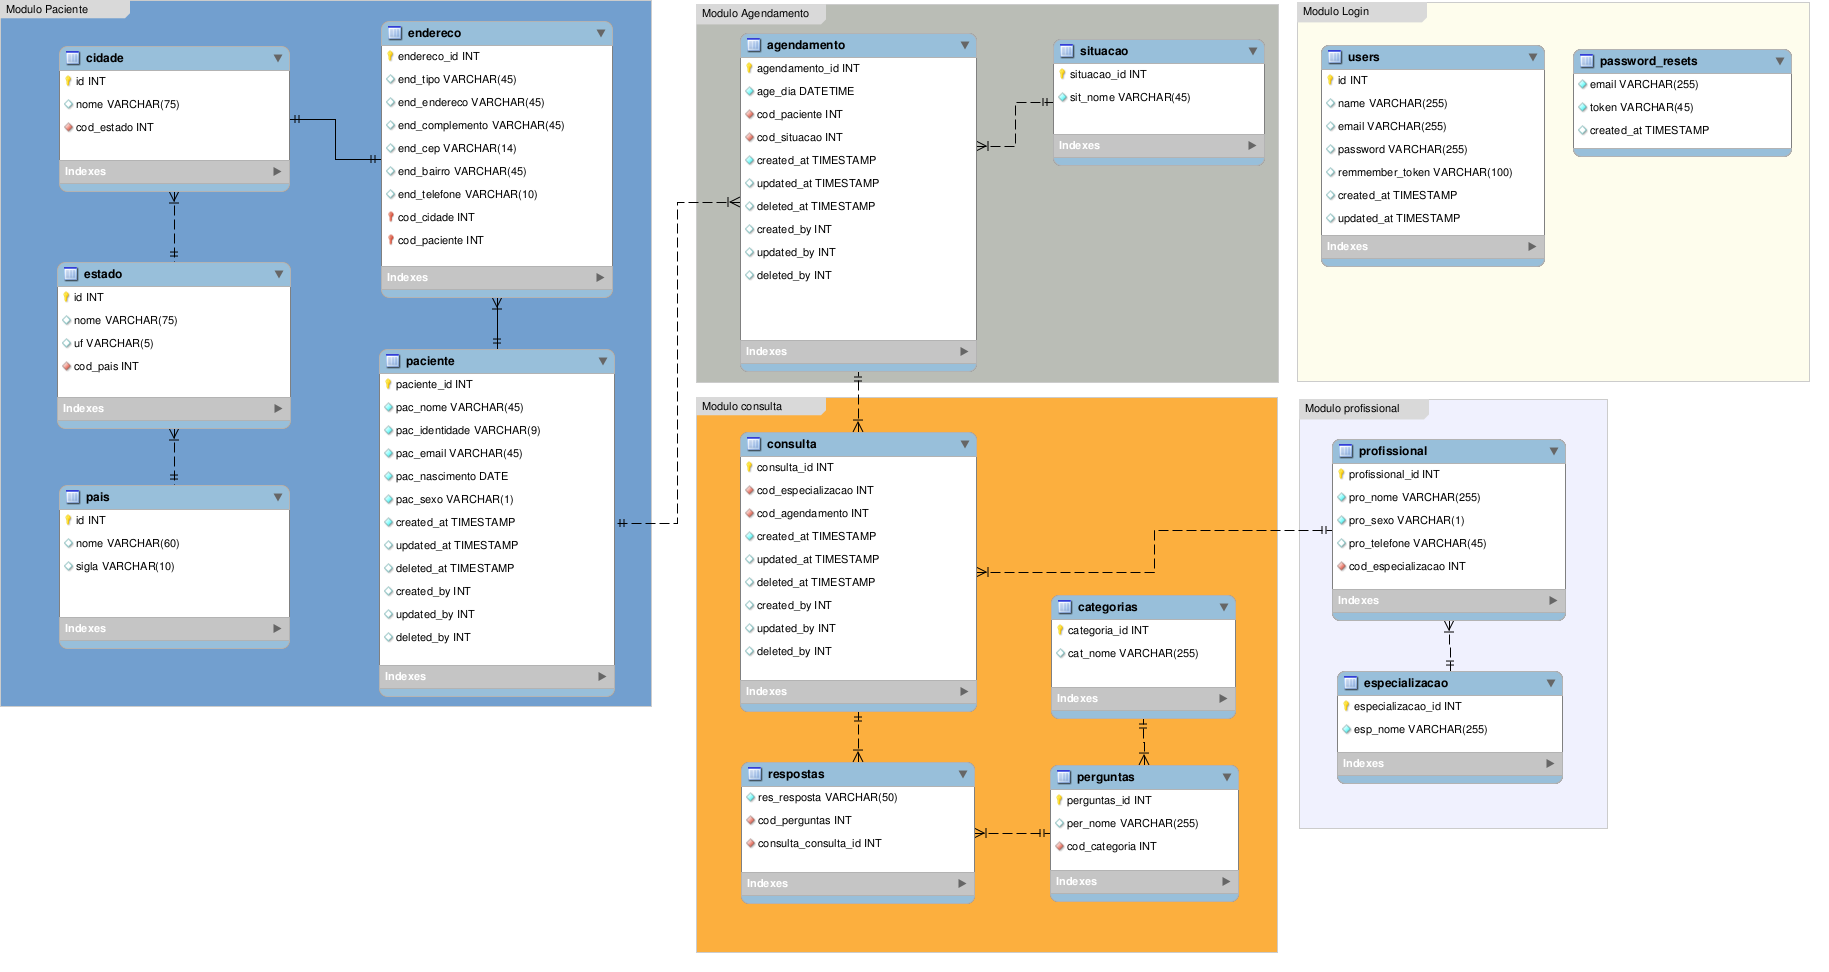 Modulo Paciente
cidade
id INT
nome VARCHAR(75)
cod_estado INT
Indexes
estado
id INT
nome VARCHAR(75)
uf VARCHAR(5)
cod_pais INT
Indexes
pais
id INT
nome VARCHAR(60)
sigla VARCHAR(10)
Indexes
endereco
endereco_id INT
end_tipo VARCHAR(45)
end_endereco VARCHAR(45)
end_complemento VARCHAR(45)
end_cep VARCHAR(14)
end_bairro VARCHAR(45)
end_telefone VARCHAR(10)
cod_cidade INT
cod_paciente INT
Indexes
paciente
paciente_id INT
pac_nome VARCHAR(45)
pac_identidade VARCHAR(9)
pac_email VARCHAR(45)
pac_nascimento DATE
pac_sexo VARCHAR(1)
created_at TIMESTAMP
updated_at TIMESTAMP
deleted_at TIMESTAMP
created_by INT
updated_by INT
deleted_by INT
Indexes
Modulo Agendamento
agendamento
agendamento_id INT
age_dia DATETIME
cod_paciente INT
cod_situacao INT
created_at TIMESTAMP
updated_at TIMESTAMP
deleted_at TIMESTAMP
created_by INT
updated_by INT
deleted_by INT
Indexes
situacao
situacao_id INT
sit_nome VARCHAR(45)
Indexes
Modulo Login
users
id INT
name VARCHAR(255)
email VARCHAR(255)
password VARCHAR(255)
remmember_token VARCHAR(100)
created_at TIMESTAMP
updated_at TIMESTAMP
Indexes
password_resets
email VARCHAR(255)
token VARCHAR(45)
created_at TIMESTAMP
Modulo consulta
consulta
consulta_id INT
cod_especializacao INT
cod_agendamento INT
created_at TIMESTAMP
updated_at TIMESTAMP
deleted_at TIMESTAMP
created_by INT
updated_by INT
deleted_by INT
Indexes
categorias
categoria_id INT
cat_nome VARCHAR(255)
Indexes
respostas
res_resposta VARCHAR(50)
cod_perguntas INT
consulta_consulta_id INT
Indexes
perguntas
perguntas_id INT
per_nome VARCHAR(255)
cod_categoria INT
Indexes
Modulo profissional
profissional
profissional_id INT
pro_nome VARCHAR(255)
pro_sexo VARCHAR(1)
pro_telefone VARCHAR(45)
cod_especializacao INT
Indexes
especializacao
especializacao_id INT
esp_nome VARCHAR(255)
Indexes